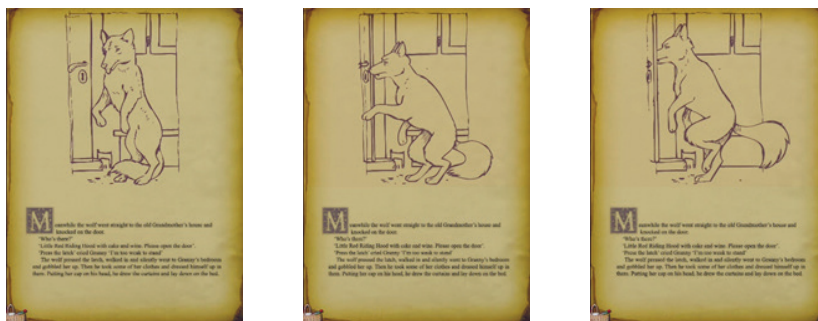 Meanwhile the wolf went straight to the old Grandmother's house and
knocked on the door.
'Who's there?'
'Little Red Riding Hood with cake and wine. Please open the door'.
'Press the latch' cried Granny 'I'm too weak to stand'
The wolf pressed the latch, walked in and silently went to Granny's bedroom
and gobbled her up. Then he took some of her clothes and dressed himself up in
them. Putting her cap on his head, he drew the curtains and lay down on the bed.
Meanwhile the wolf went straight to the old Grandmother's house and
knocked on the door.
'Who's there?'
'Little Red Riding Hood with cake and wine. Please open the door'.
'Press the latch' cried Granny 'I'm too weak to stand'
The wolf pressed the latch, walked in and silently went to Granny's bedroom
and gobbled her up. Then he took some of her clothes and dressed himself up in
them. Putting her cap on his head, he drew the curtains and lay down on the bed.
Meanwhile the wolf went straight to the old Grandmother's house and
knocked on the door.
'Who's there?'
'Little Red Riding Hood with cake and wine. Please open the door'.
'Press the latch' cried Granny 'I'm too weak to stand'
The wolf pressed the latch, walked in and silently went to Granny's bedroom
and gobbled her up. Then he took some of her clothes and dressed himself up in
them. Putting her cap on his head, he drew the curtains and lay down on the bed.